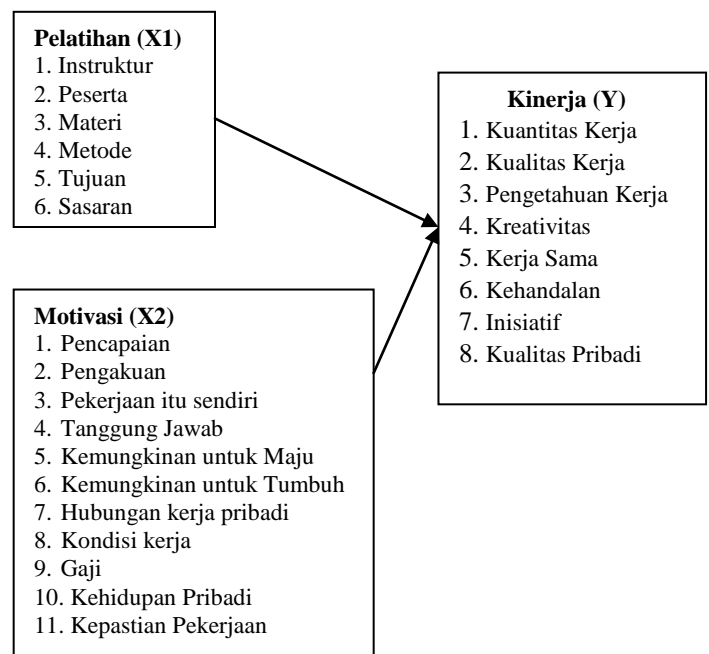 Pelatihan (X1)
1. Instruktur
2. Peserta
3. Materi
4. Metode
5. Tujuan
6. Sasaran
Kinerja (Y)
1. Kuantitas Kerja
2. Kualitas Kerja
3. Pengetahuan Kerja
4. Kreativitas
5. Kerja Sama
6. Kehandalan
7. Inisiatif
8. Kualitas Pribadi
Motivasi (X2)
1. Pencapaian
2. Pengakuan
3. Pekerjaan itu sendiri
4. Tanggung Jawab
5. Kemungkinan untuk Maju
6. Kemungkinan untuk Tumbuh
7. Hubungan kerja pribadi
8. Kondisi kerja
9. Gaji
10. Kehidupan Pribadi
11. Kepastian Pekerjaan